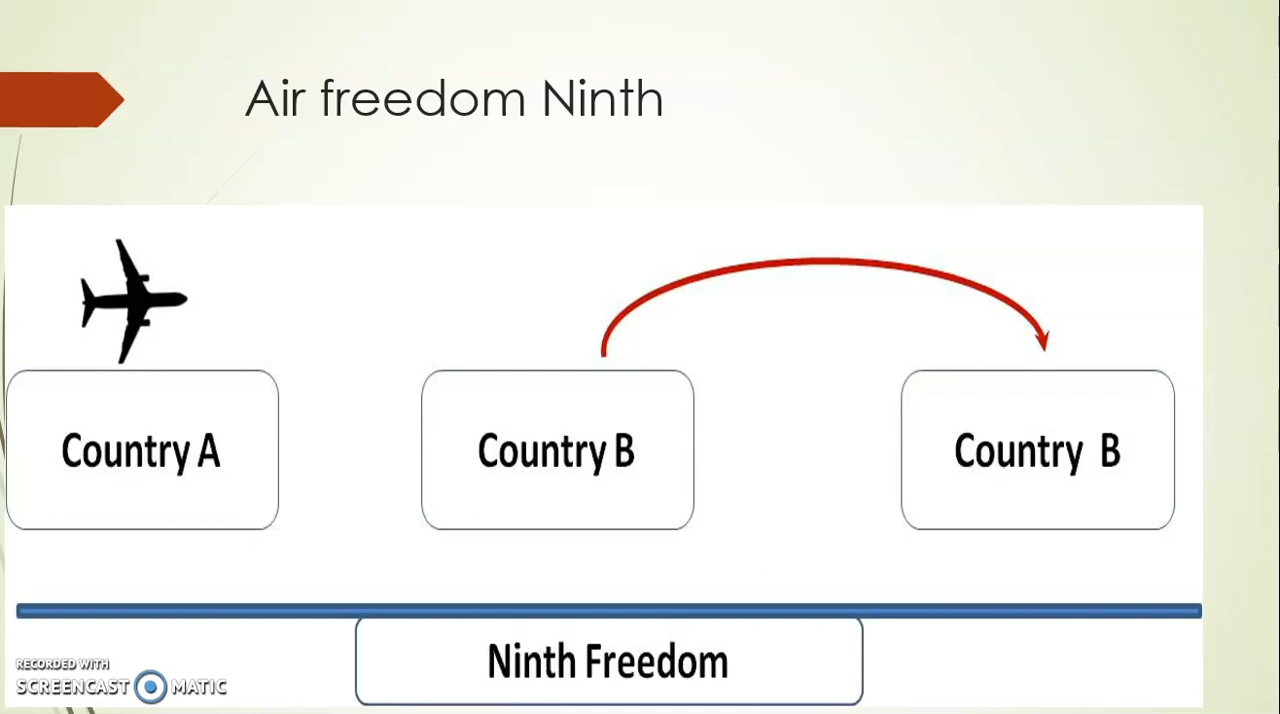 Air freedom Ninth
Country A
Country B
Country B
Ninth Freedom
RECORDED WITH
SCREENCAST MATIC